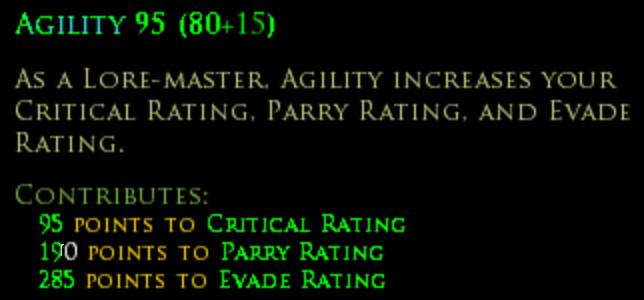 Agility 95 (80+15)
As a Lore-master, Agility increases your
Critical Rating, Parry Rating, and Evade
Rating.
Contributes:
95 points to Critical Rating
190 points to Parry Rating
285 points to Evade Rating